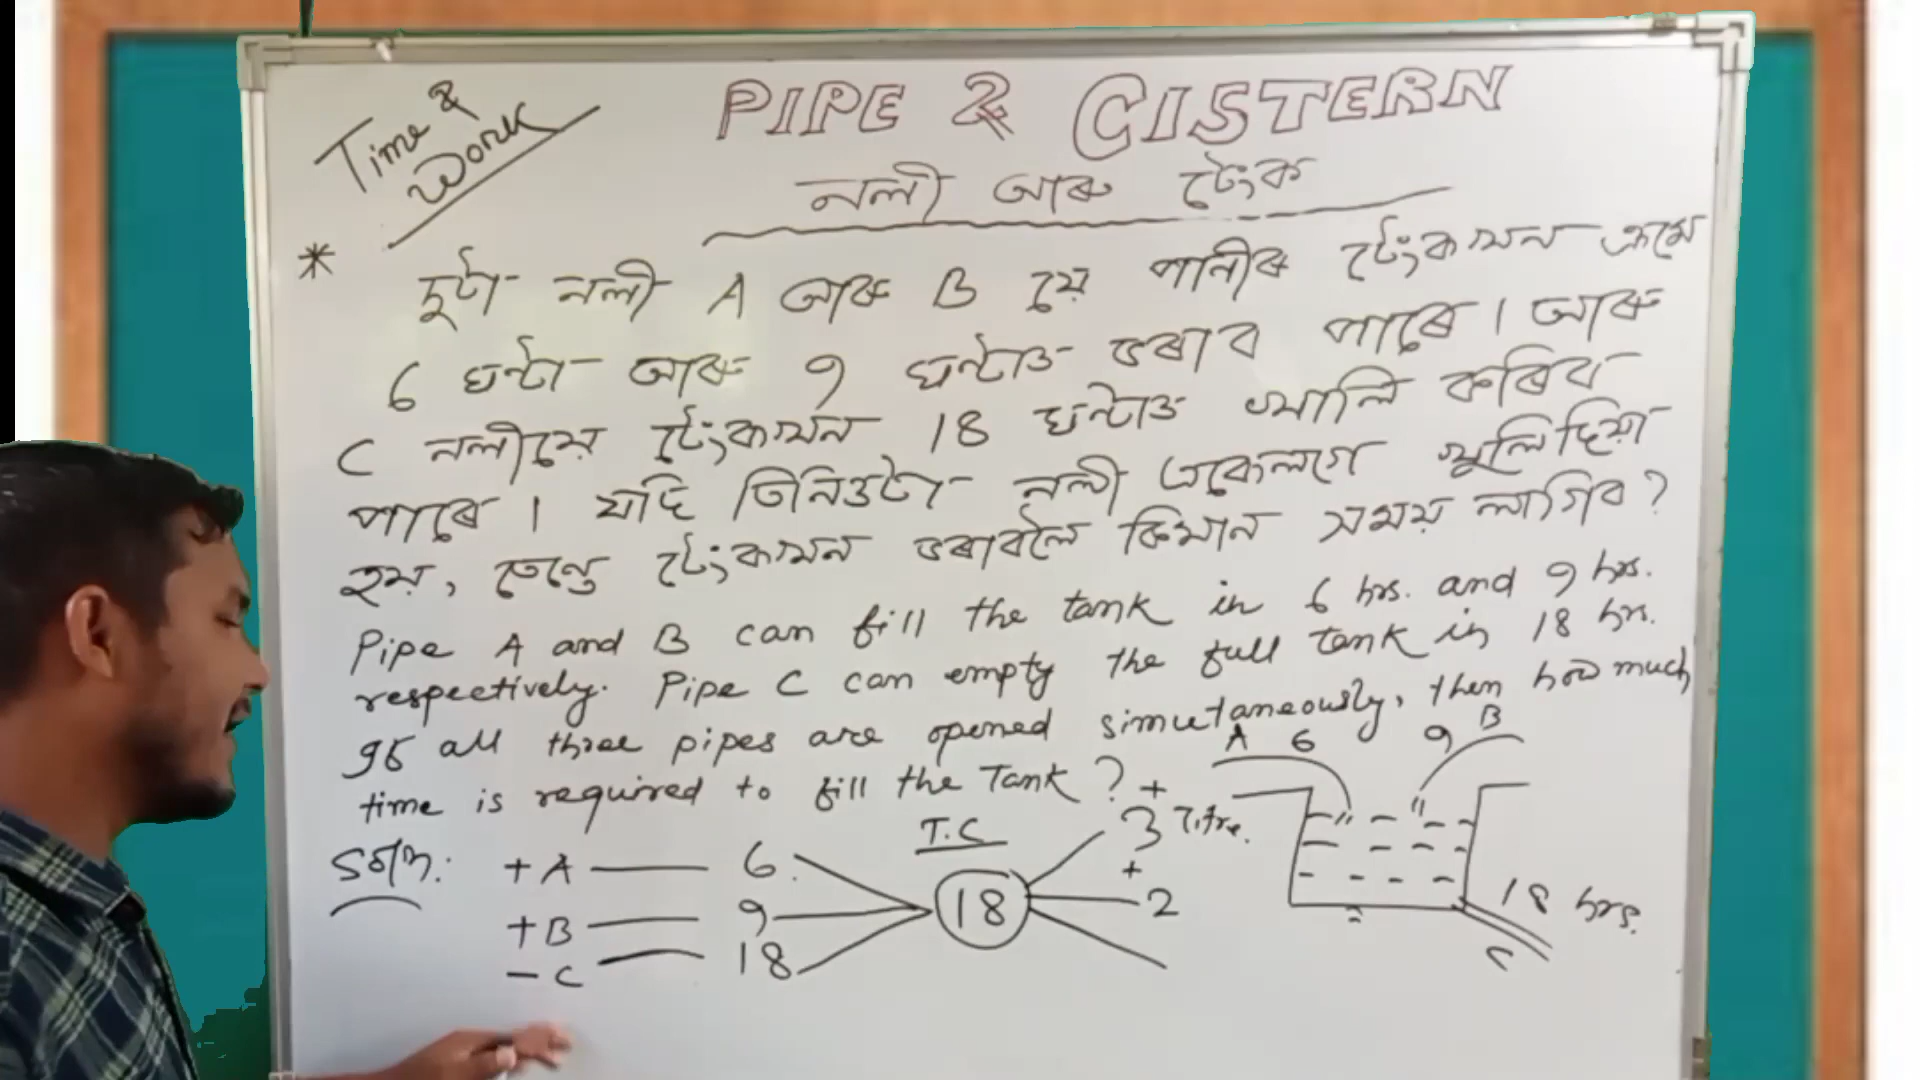 Time &
Work
PIPE & CISTERN
নলী আৰু টেংক
* দুটা নলী A আৰু B য়ে পানীৰ টেংকখন ক্ৰমে
6 ঘন্টা আৰু 9 ঘন্টাত ভৰাব পাৰে । আৰু
C নলীয়ে টেংকখন 18 ঘন্টাত খালি কৰিব
পাৰে । যদি তিনিওটা নলী একেলগে খুলিদিয়া
হয়, তেন্তে টেংকখন ভৰাবলৈ কিমান সময় লাগিব ?
Pipe A and B can fill the tank in 6 hrs. and 9 hrs.
respectively. Pipe C can empty the full tank in 18 hrs.
If all three pipes are opened simutaneously, then how much
time is required to fill the Tank ?
A 6 9 B
Soln:
T.C
+ A 6 + 3 litre.
+ B 9 18 + 2
- C 18
18 hrs.
C